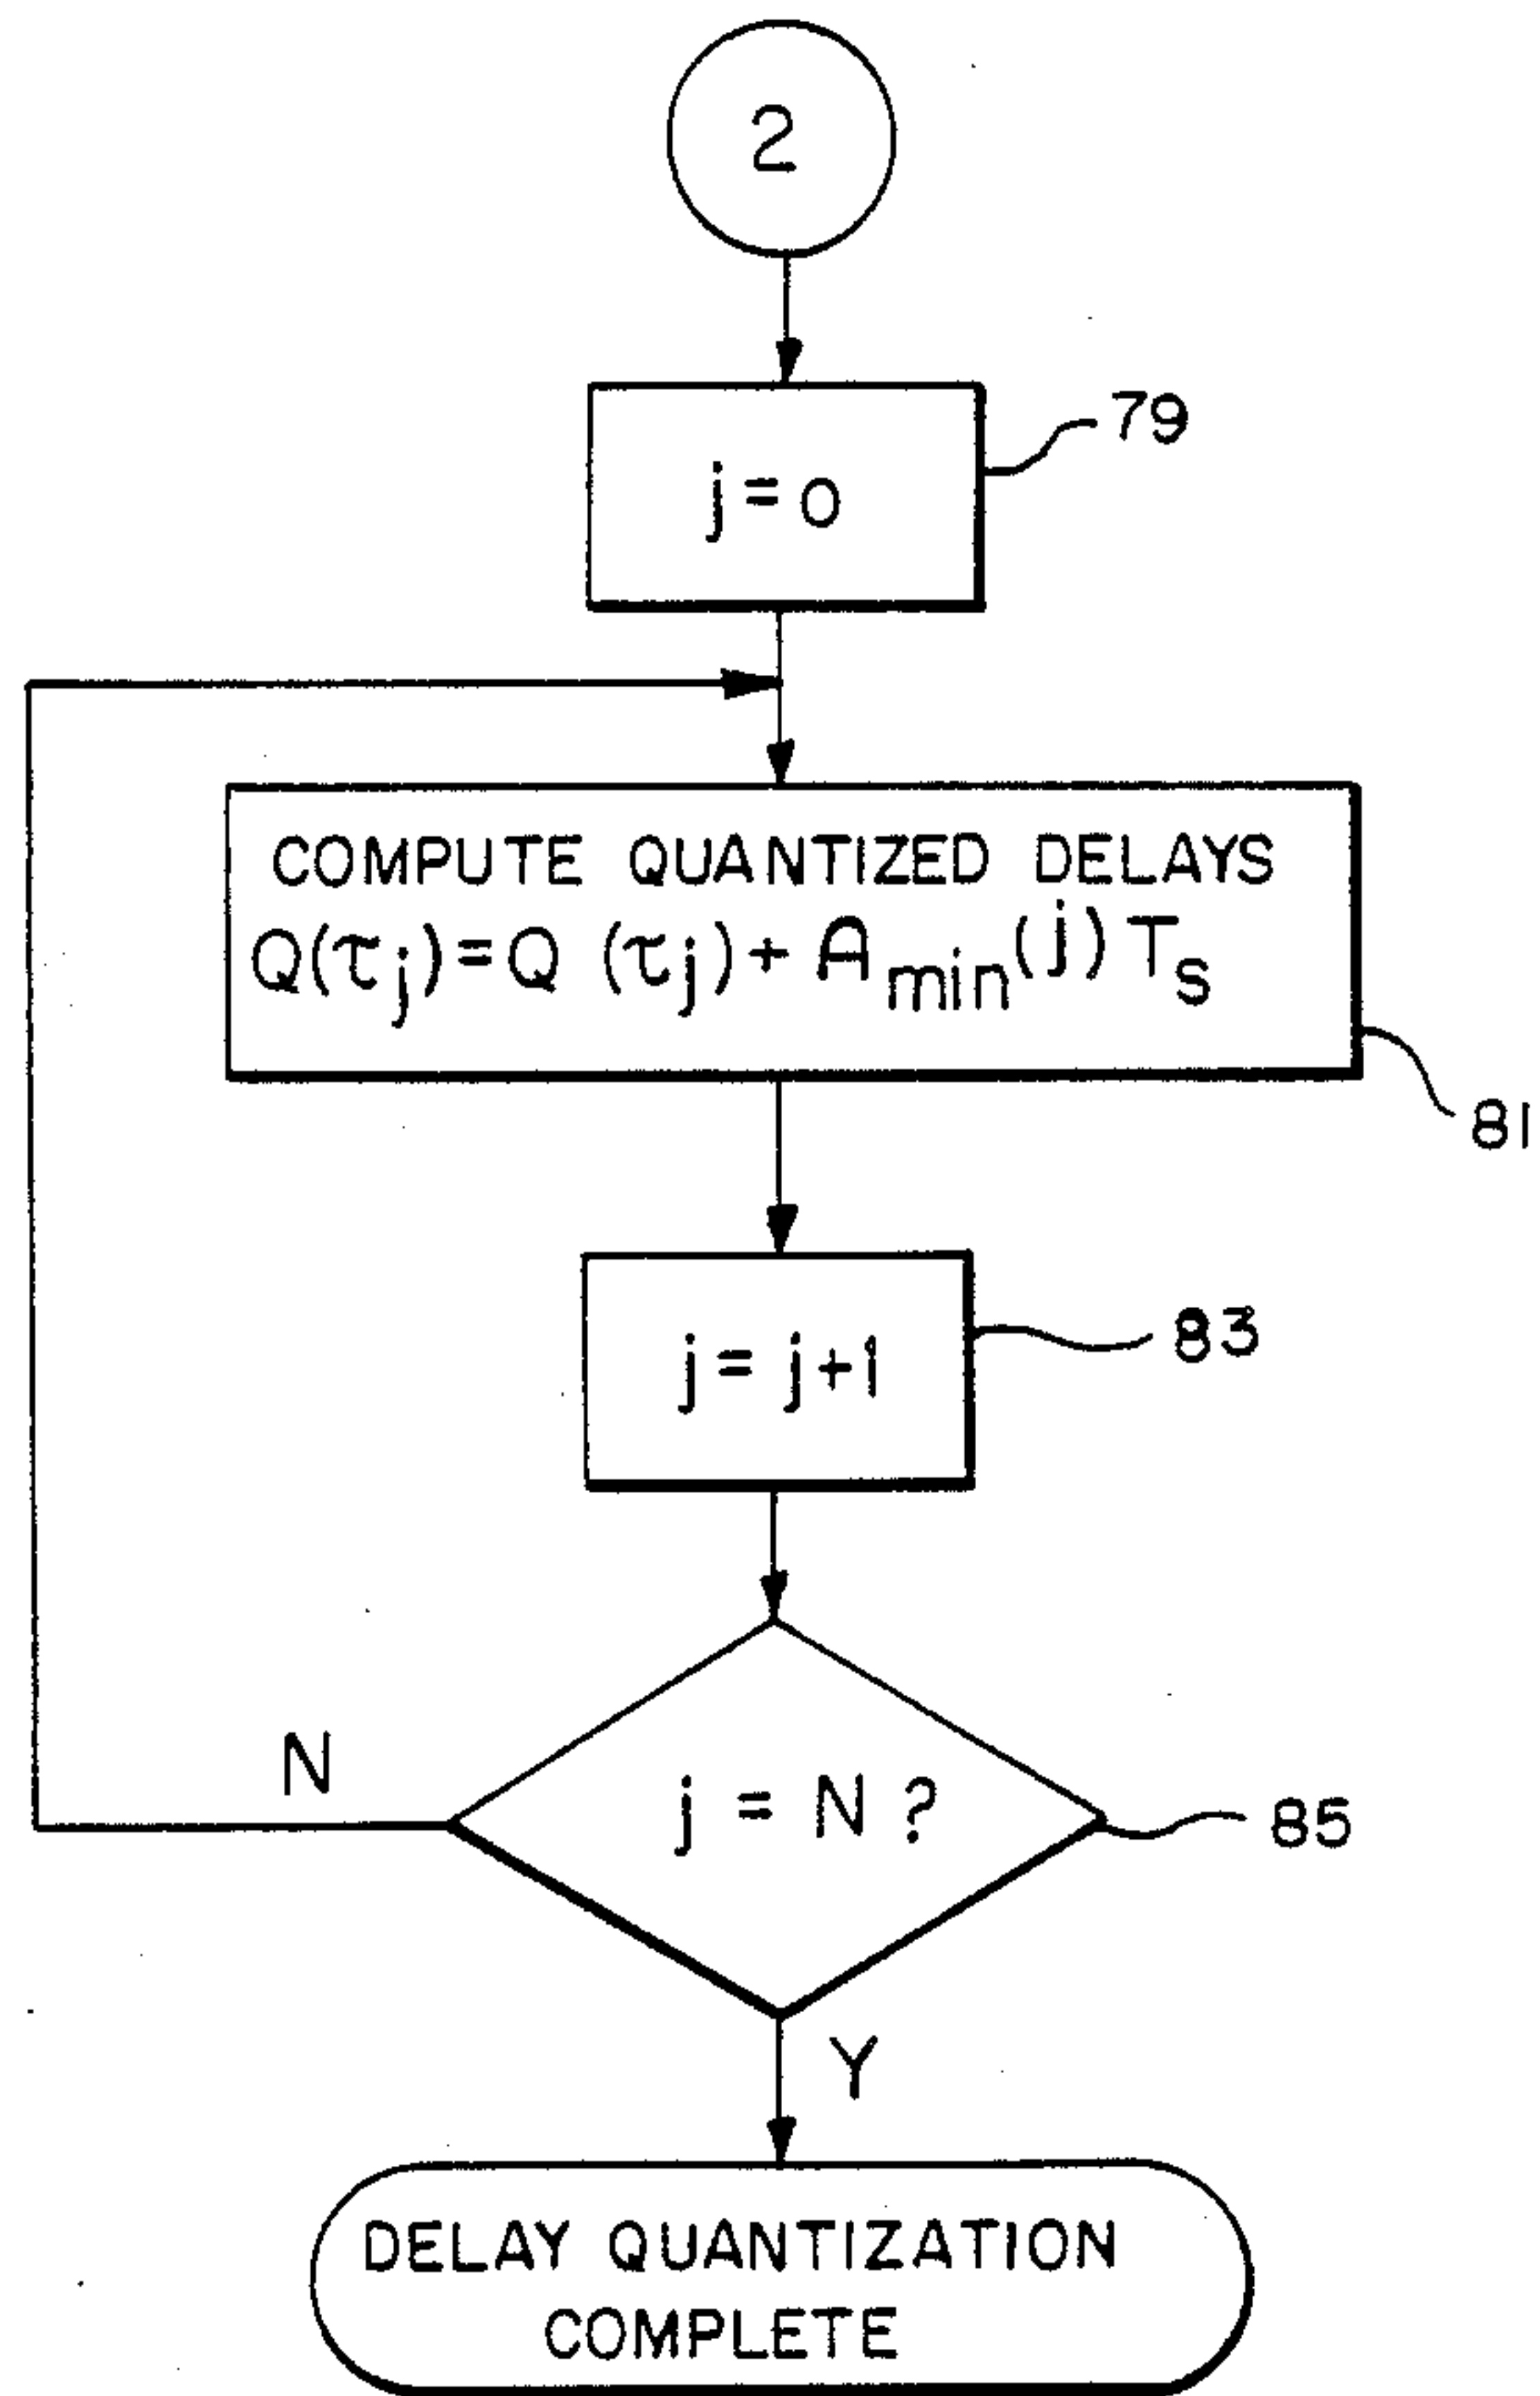 2
79
j = 0
COMPUTE QUANTIZED DELAYS
Q(τj) = Q (τj) + Amin(j) Ts
81
83
j = j+1
N
j = N ?
85
Y
DELAY QUANTIZATION
COMPLETE